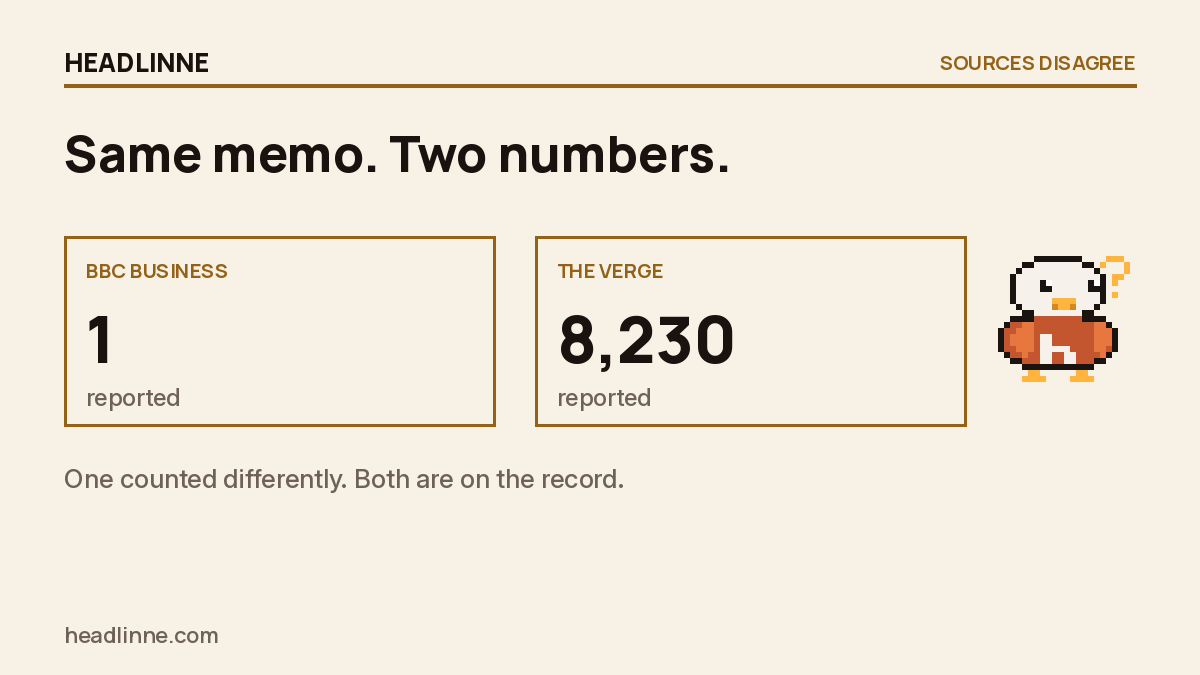 HEADLINNE
SOURCES DISAGREE
Same memo. Two numbers.
BBC BUSINESS
1
reported
THE VERGE
8,230
reported
One counted differently. Both are on the record.
headlinne.com